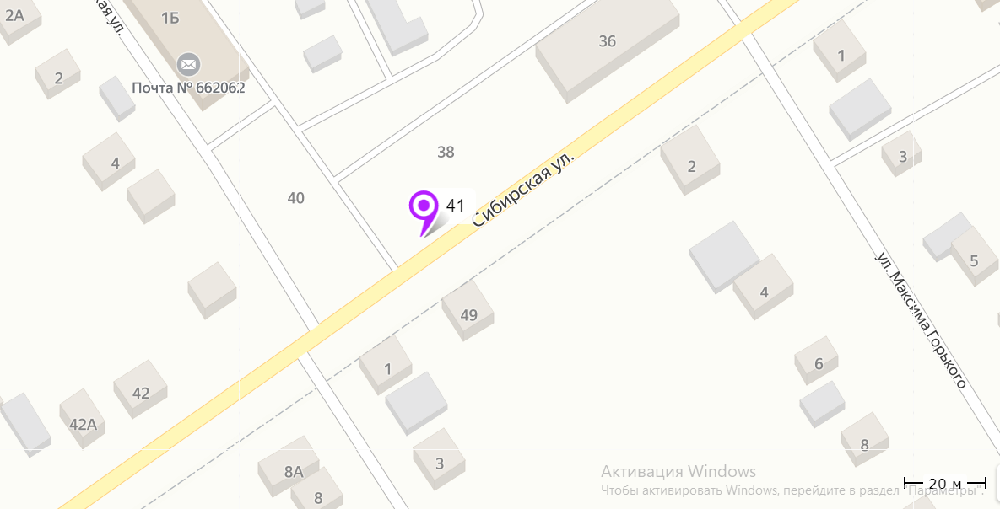 2А
1Б
ская ул.
36
1
2
Почта № 662062
38
3
4
2
40
41
Сибирская ул.
5
4
ул. Максима Горького
49
6
1
42
42А
8
3
8А
8
Активация Windows
Чтобы активировать Windows, перейдите в раздел "Параметры".
20 м